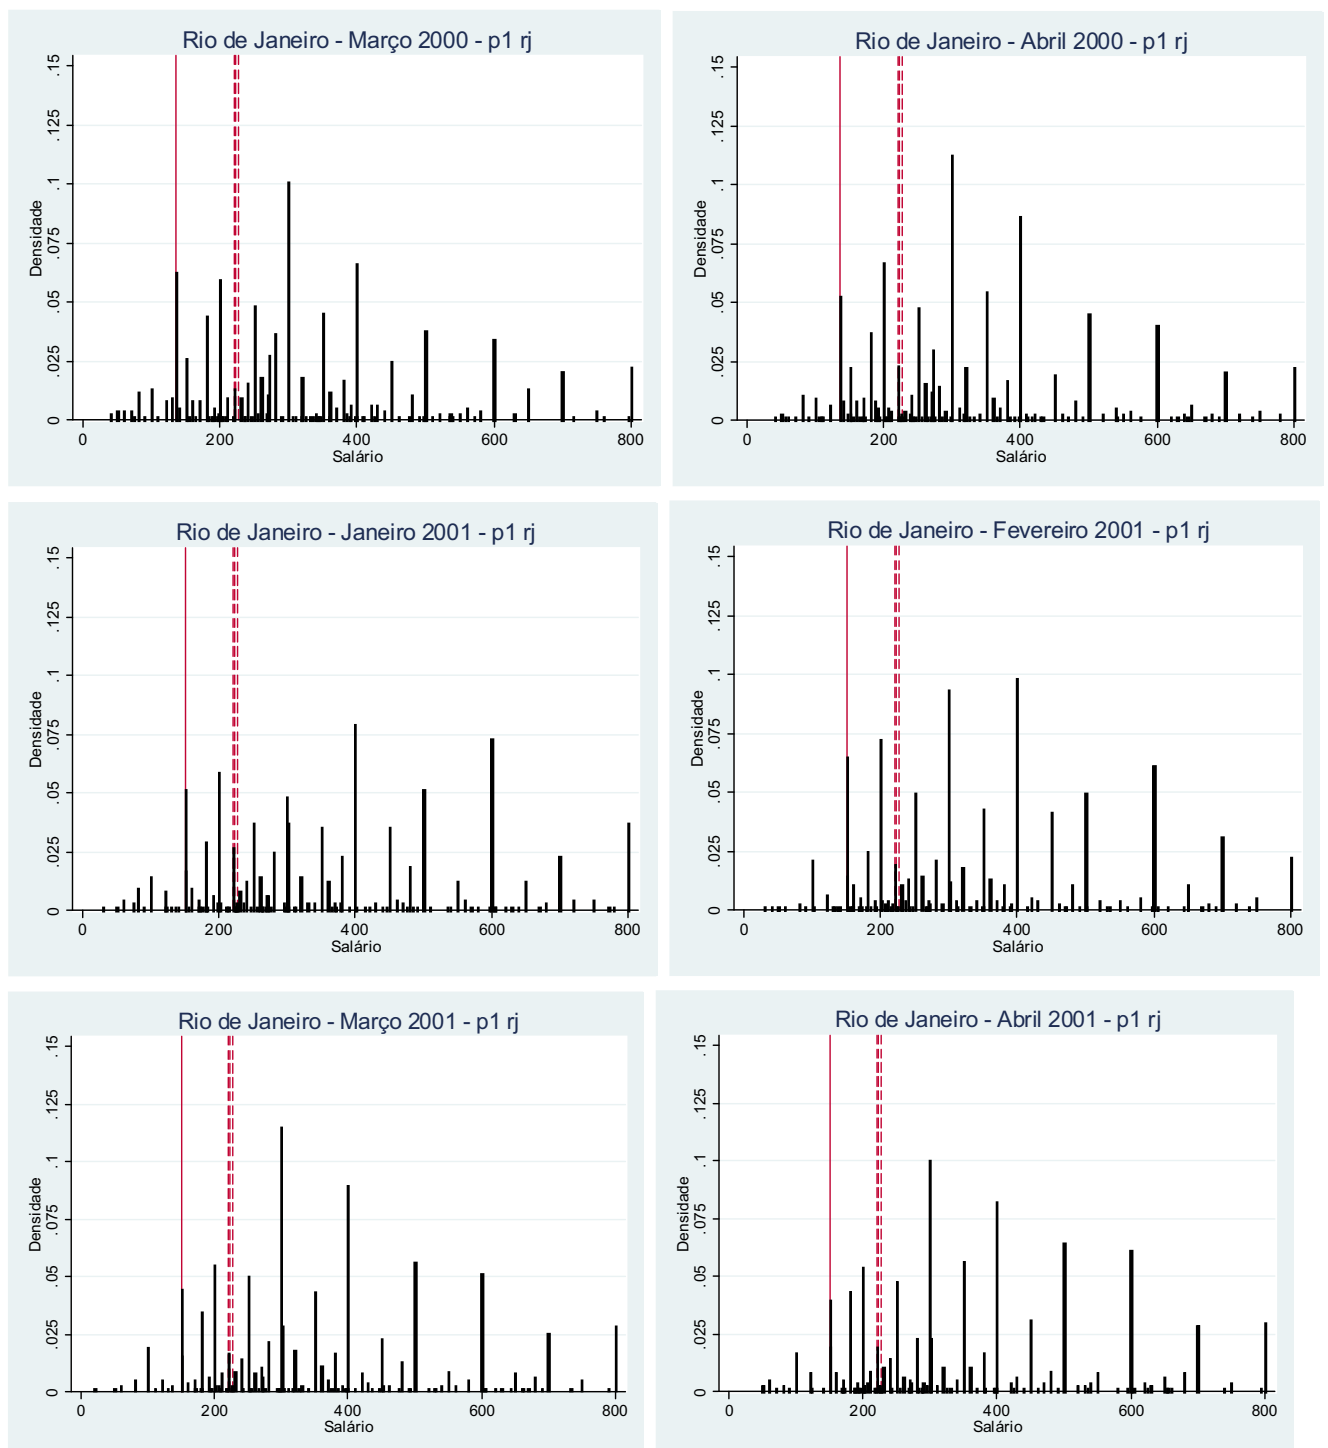 Rio de Janeiro - Março 2000 - p1 rj
Densidade
0 .025 .05 .075 .1 .125 .15
0 200 400 600 800
Salário
Rio de Janeiro - Abril 2000 - p1 rj
Densidade
0 .025 .05 .075 .1 .125 .15
0 200 400 600 800
Salário
Rio de Janeiro - Janeiro 2001 - p1 rj
Densidade
0 .025 .05 .075 .1 .125 .15
0 200 400 600 800
Salário
Rio de Janeiro - Fevereiro 2001 - p1 rj
Densidade
0 .025 .05 .075 .1 .125 .15
0 200 400 600 800
Salário
Rio de Janeiro - Março 2001 - p1 rj
Densidade
0 .025 .05 .075 .1 .125 .15
0 200 400 600 800
Salário
Rio de Janeiro - Abril 2001 - p1 rj
Densidade
0 .025 .05 .075 .1 .125 .15
0 200 400 600 800
Salário